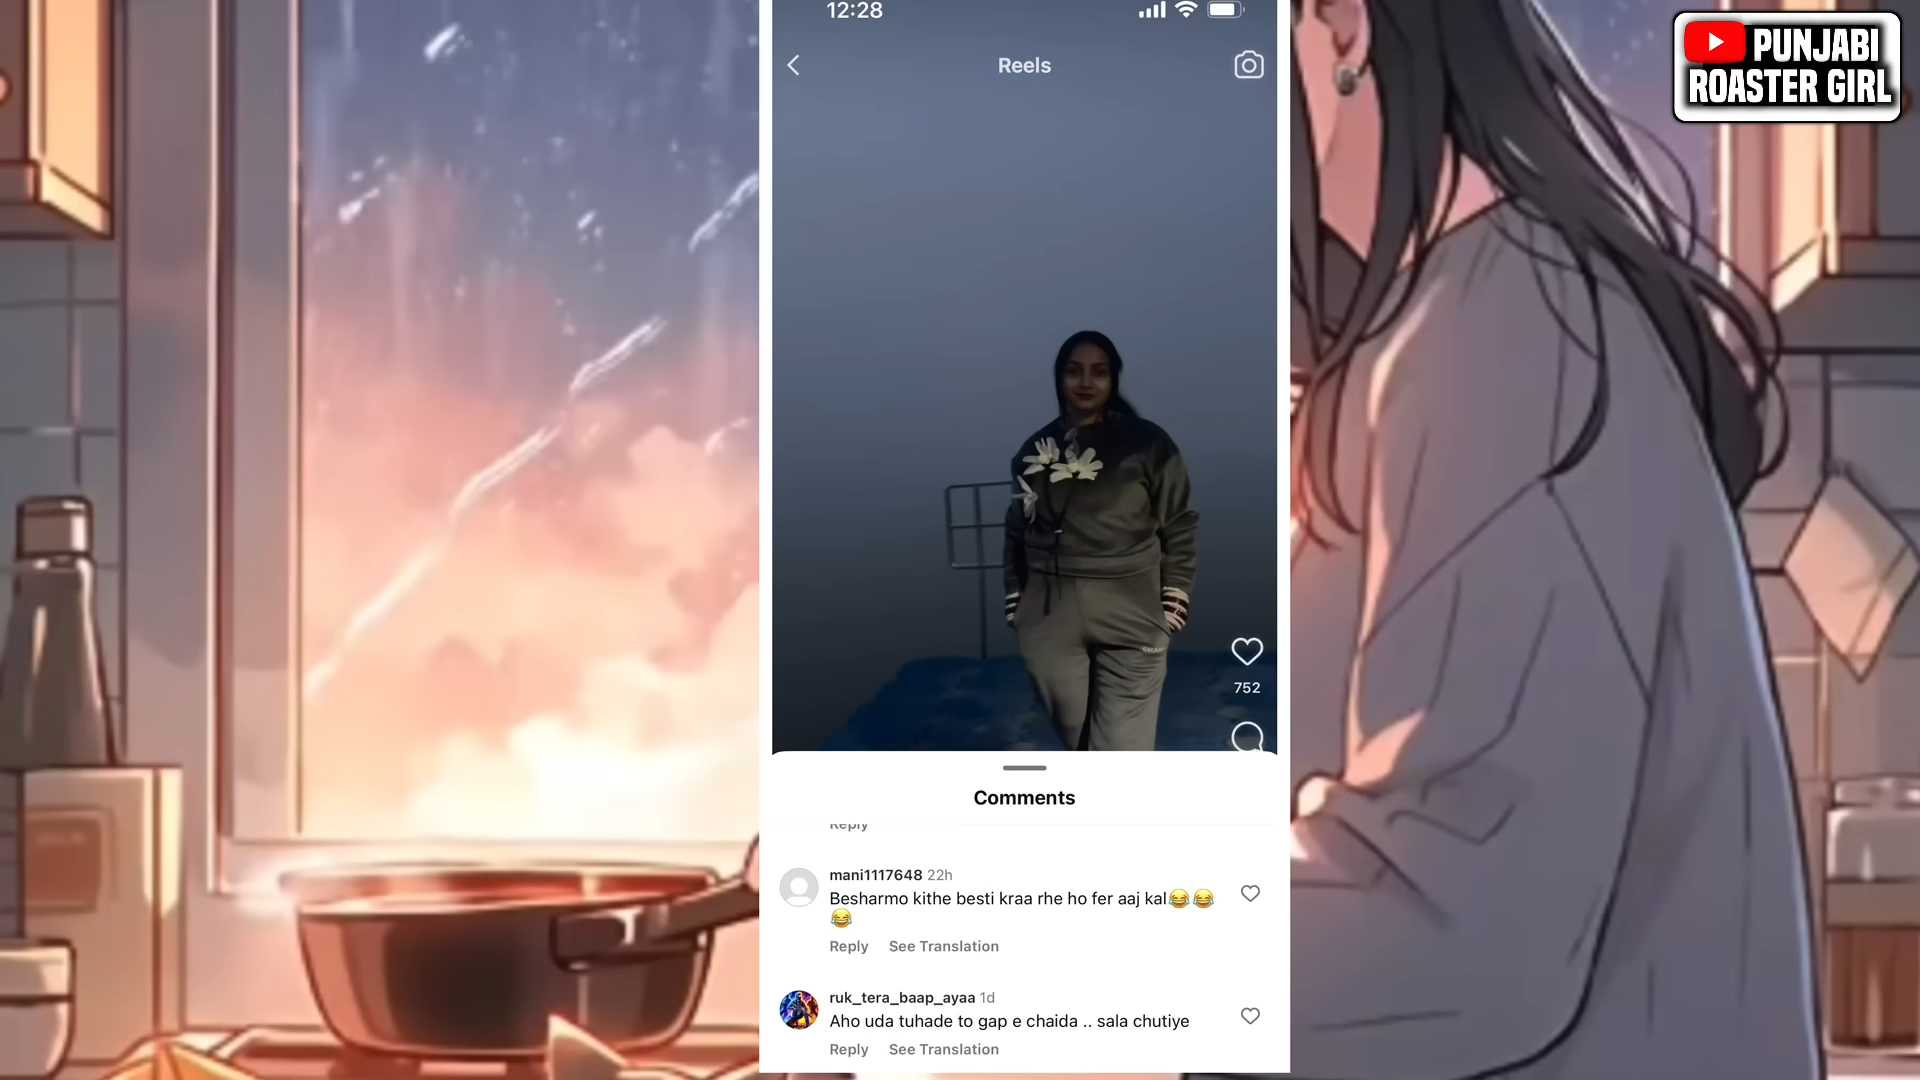 12:28
Reels
PUNJABI
ROASTER GIRL
752
Comments
Reply
mani1117648 22h
Besharmo kithe besti kraa rhe ho fer aaj kal😂😂
😂
Reply See Translation
ruk_tera_baap_ayaa 1d
Aho uda tuhade to gap e chaida .. sala chutiye
Reply See Translation